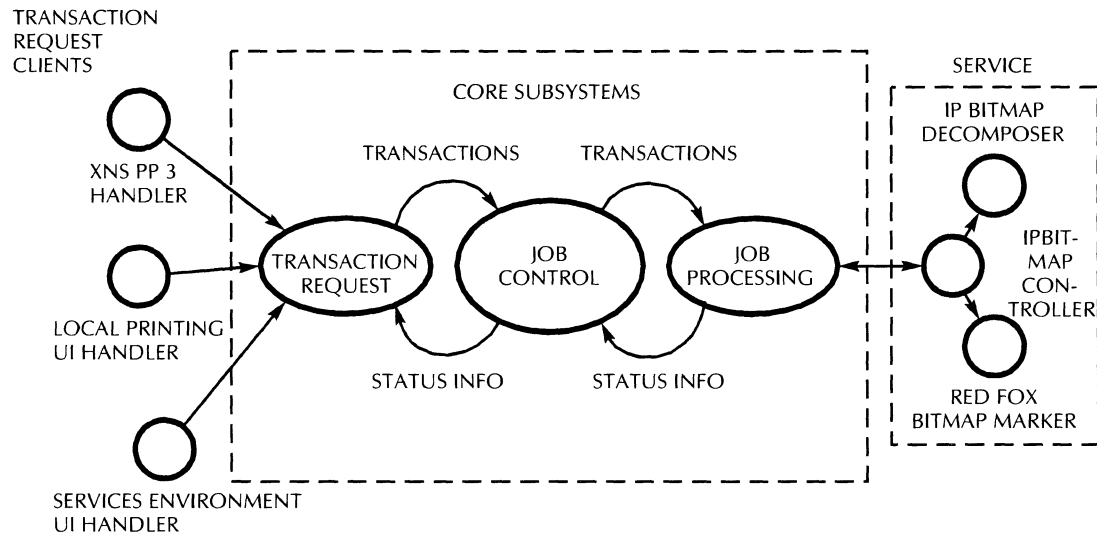 TRANSACTION
REQUEST
CLIENTS
XNS PP 3
HANDLER
LOCAL PRINTING
UI HANDLER
SERVICES ENVIRONMENT
UI HANDLER
CORE SUBSYSTEMS
TRANSACTIONS
TRANSACTIONS
TRANSACTION
REQUEST
JOB
CONTROL
JOB
PROCESSING
STATUS INFO
STATUS INFO
SERVICE
IP BITMAP
DECOMPOSER
IPBIT-
MAP
CON-
TROLLER
RED FOX
BITMAP MARKER